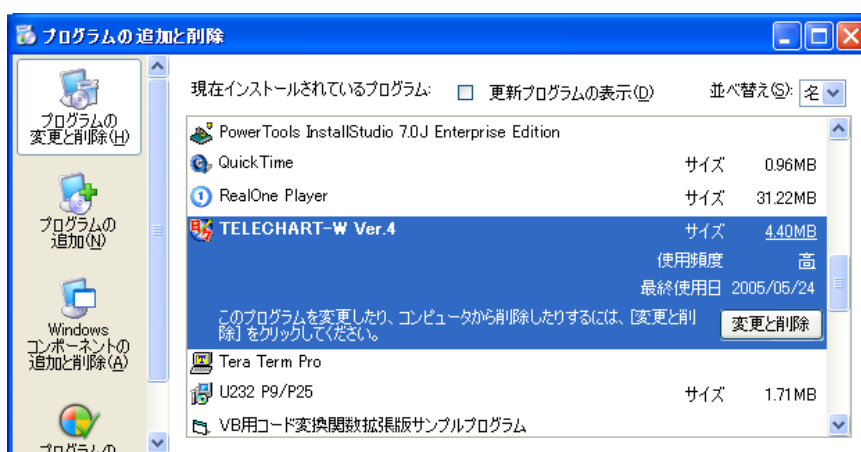 プログラムの追加と削除
プログラムの
変更と削除(H)
プログラムの
追加(N)
Windows
コンポーネントの
追加と削除(A)
プログラムの
現在インストールされているプログラム:
更新プログラムの表示(D)
並べ替え(S):
名
PowerTools InstallStudio 7.0J Enterprise Edition
QuickTime サイズ 0.96MB
RealOne Player サイズ 31.22MB
TELECHART-W Ver.4 サイズ 4.40MB
使用頻度 高
最終使用日 2005/05/24
このプログラムを変更したり、コンピュータから削除したりするには、[変更と削
除] をクリックしてください。
変更と削除
Tera Term Pro
U232 P9/P25 サイズ 1.71MB
VB用コード変換関数拡張版サンプルプログラム